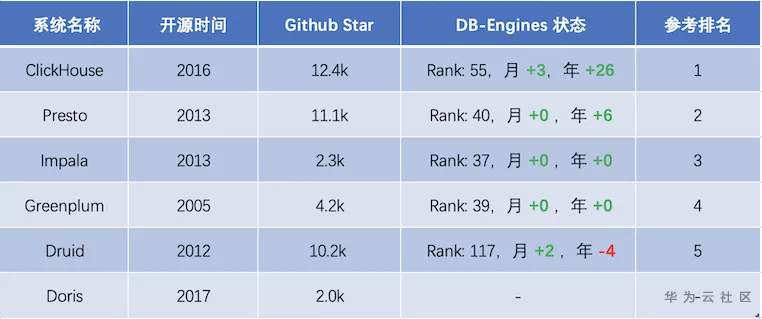 系统名称 开源时间 Github Star DB-Engines 状态 参考排名
ClickHouse 2016 12.4k Rank: 55, 月 +3, 年 +26 1
Presto 2013 11.1k Rank: 40, 月 +0 , 年 +6 2
Impala 2013 2.3k Rank: 37, 月 +0 , 年 +0 3
Greenplum 2005 4.2k Rank: 39, 月 +0 , 年 +0 4
Druid 2012 10.2k Rank: 117, 月 +2 , 年 -4 5
Doris 2017 2.0k - 华为-云社区